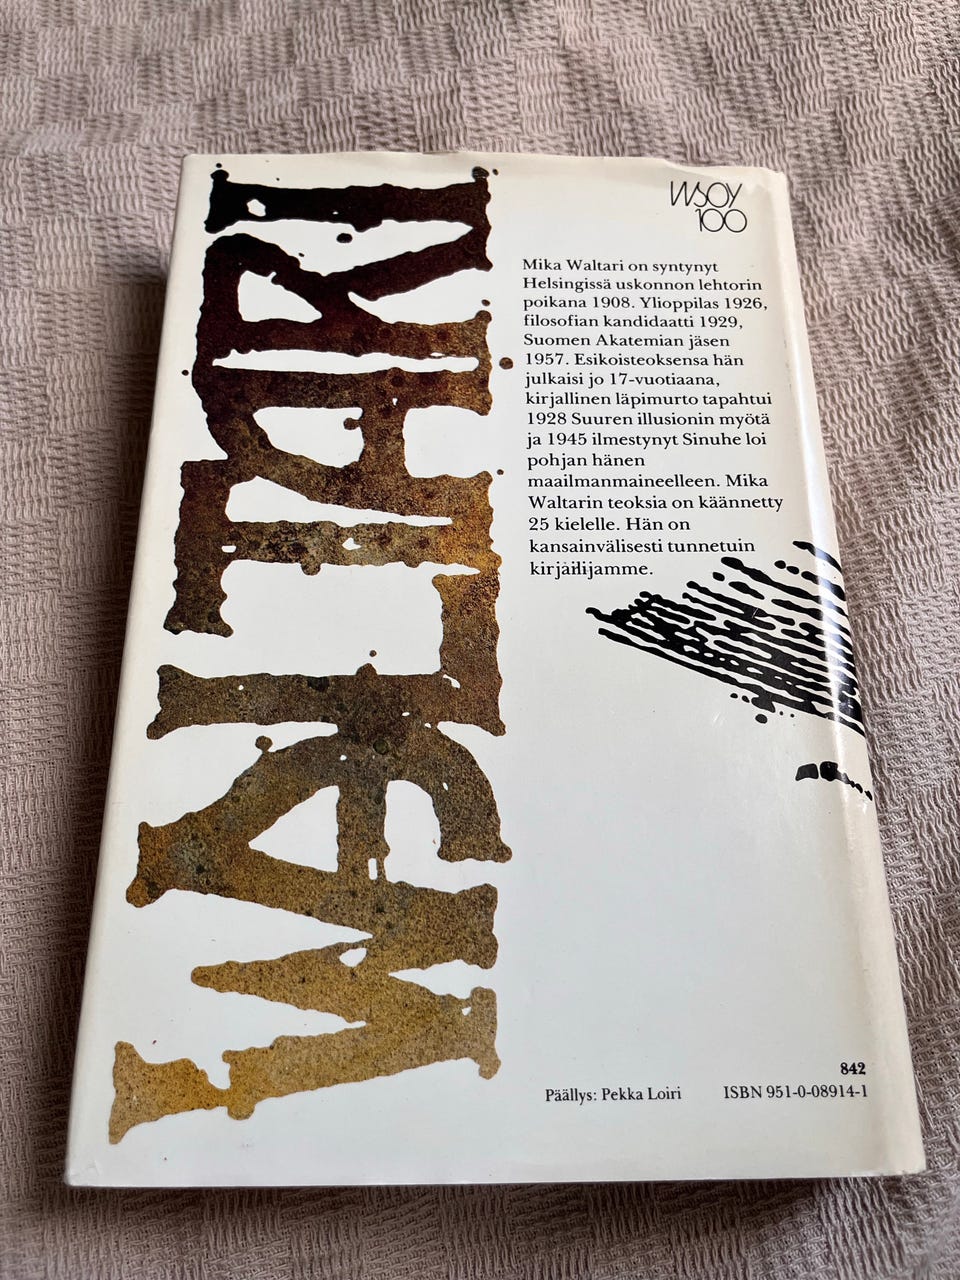 WALTARI
WSOY
100
Mika Waltari on syntynyt
Helsingissä uskonnon lehtorin
poikana 1908. Ylioppilas 1926,
filosofian kandidaatti 1929,
Suomen Akatemian jäsen
1957. Esikoisteoksensa hän
julkaisi jo 17-vuotiaana,
kirjallinen läpimurto tapahtui
1928 Suuren illusionin myötä
ja 1945 ilmestynyt Sinuhe loi
pohjan hänen
maailmanmaineelleen. Mika
Waltarin teoksia on käännetty
25 kielelle. Hän on
kansainvälisesti tunnetuin
kirjailijamme.
842
Päällys: Pekka Loiri ISBN 951-0-08914-1